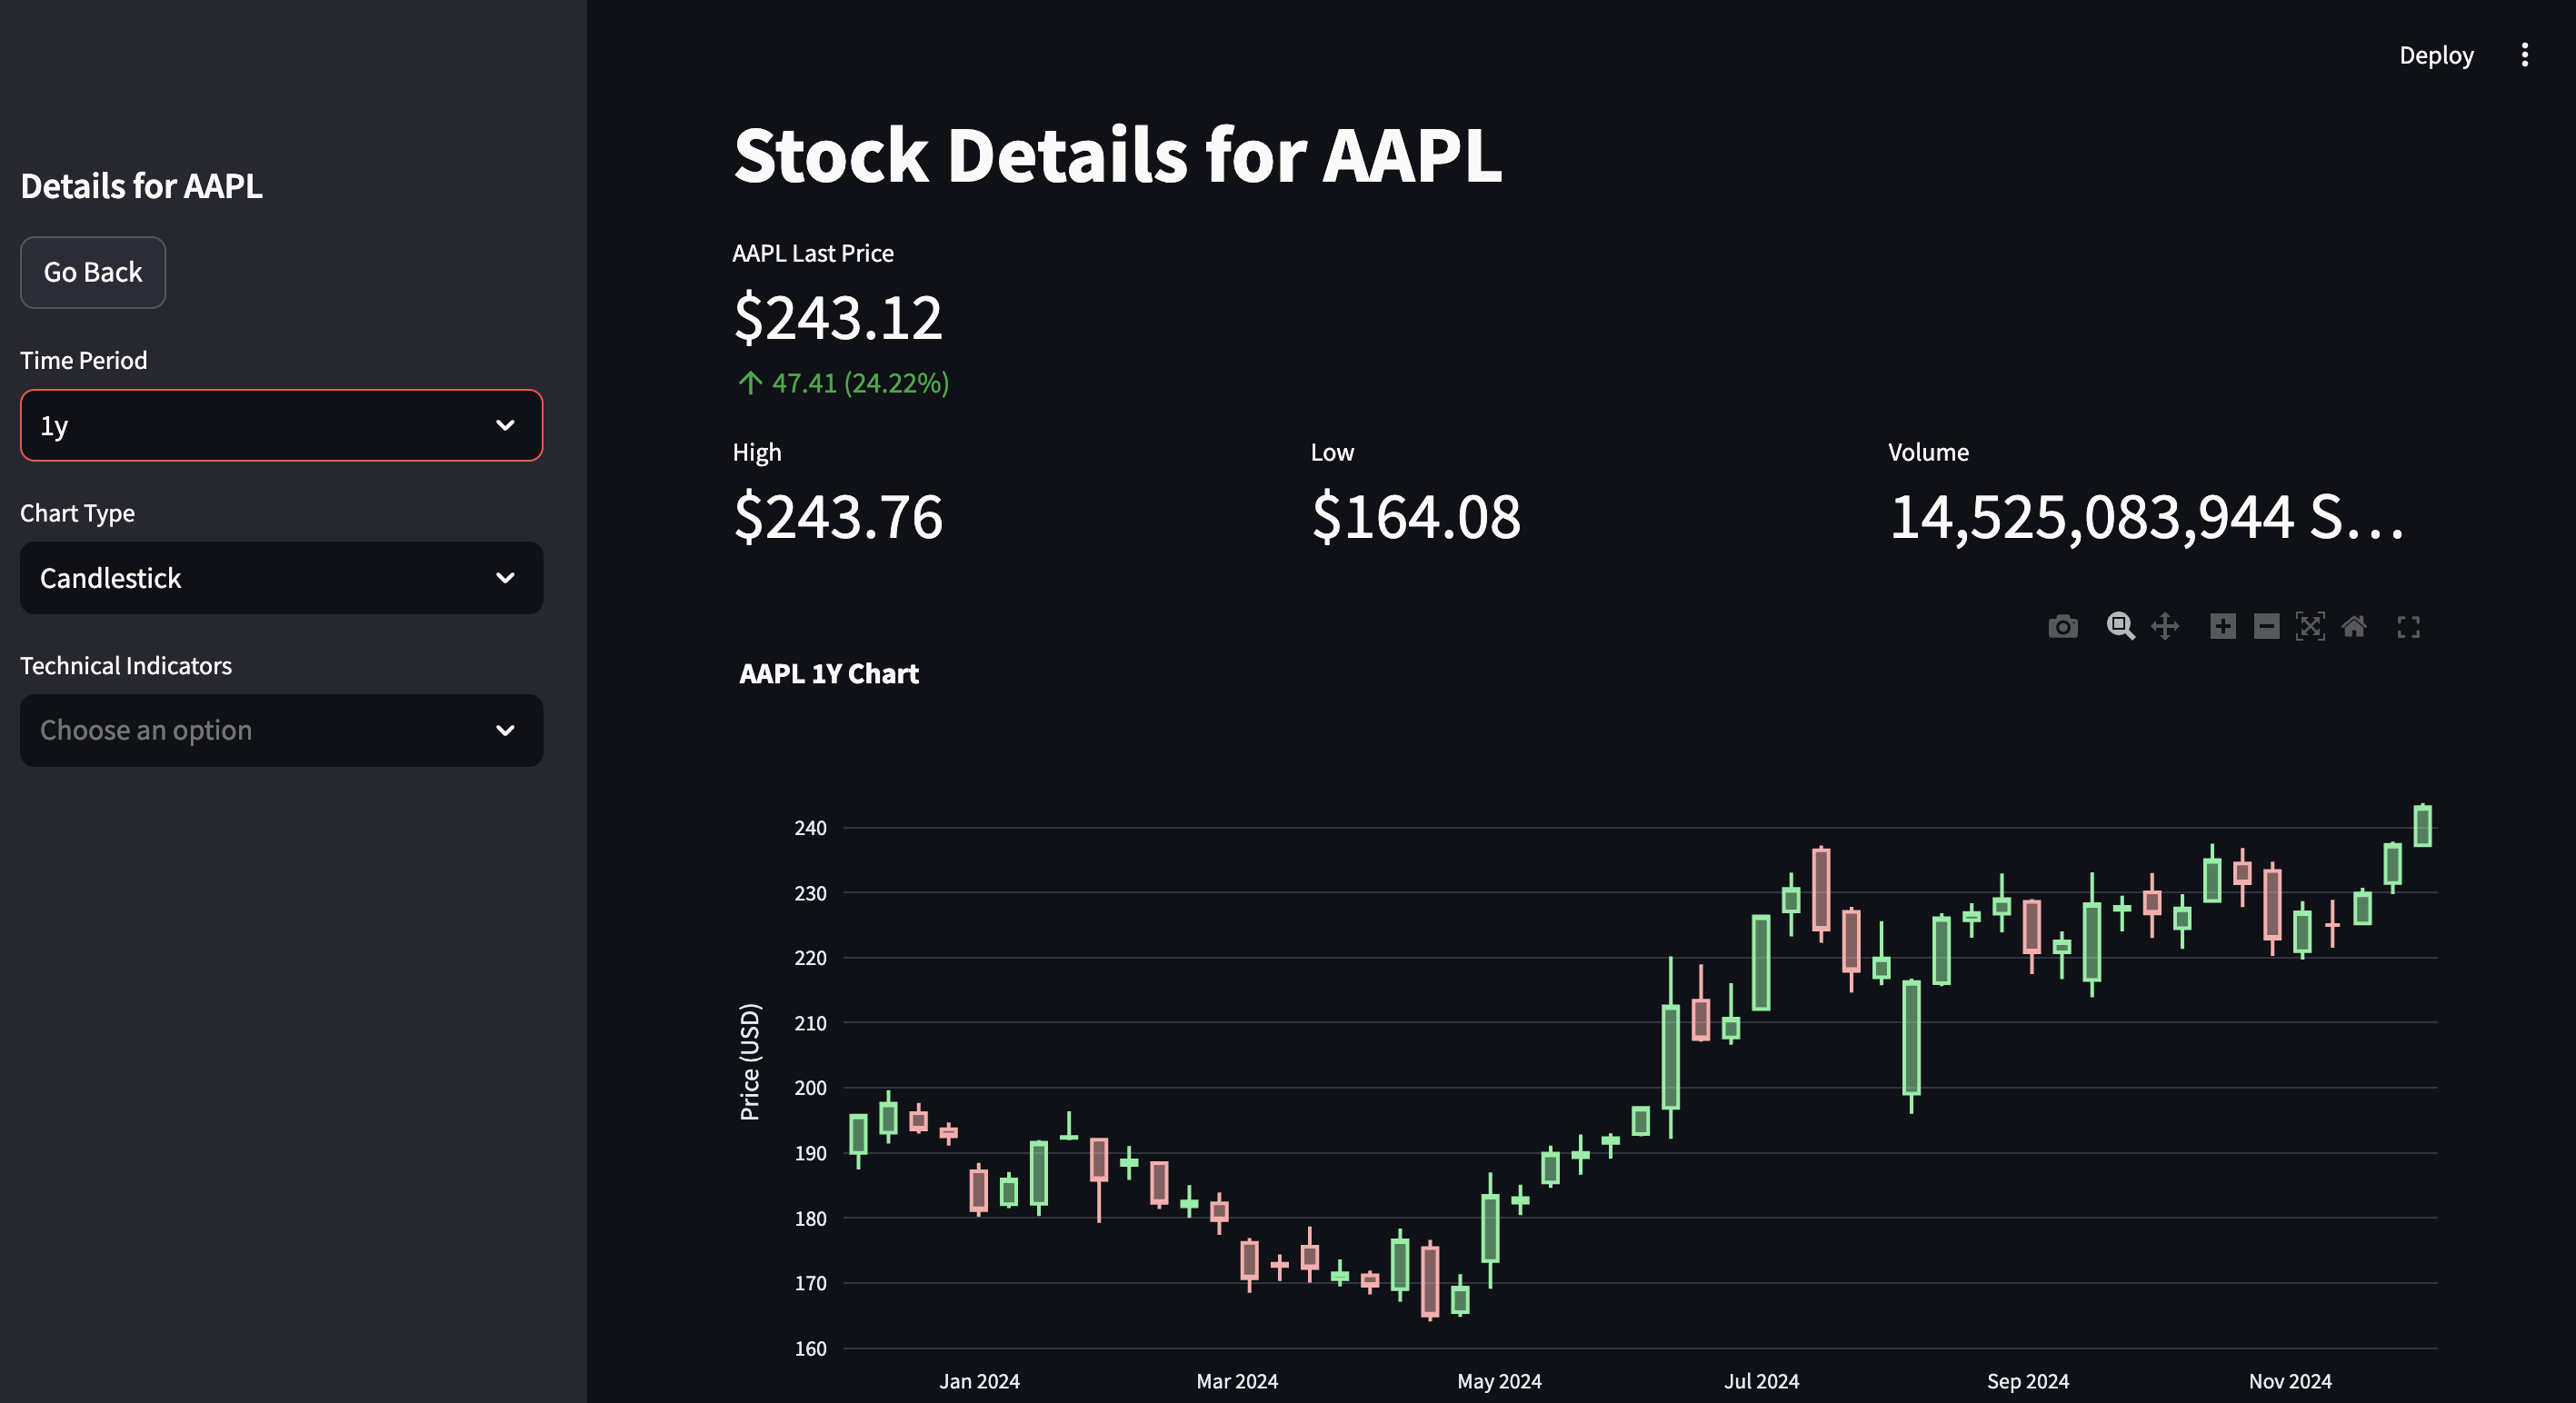 Deploy
Details for AAPL
Go Back
Time Period
1y
Chart Type
Candlestick
Technical Indicators
Choose an option
Stock Details for AAPL
AAPL Last Price
$243.12
↑ 47.41 (24.22%)
High
$243.76
Low
$164.08
Volume
14,525,083,944 S...
AAPL 1Y Chart
Price (USD)
240
230
220
210
200
190
180
170
160
Jan 2024 Mar 2024 May 2024 Jul 2024 Sep 2024 Nov 2024